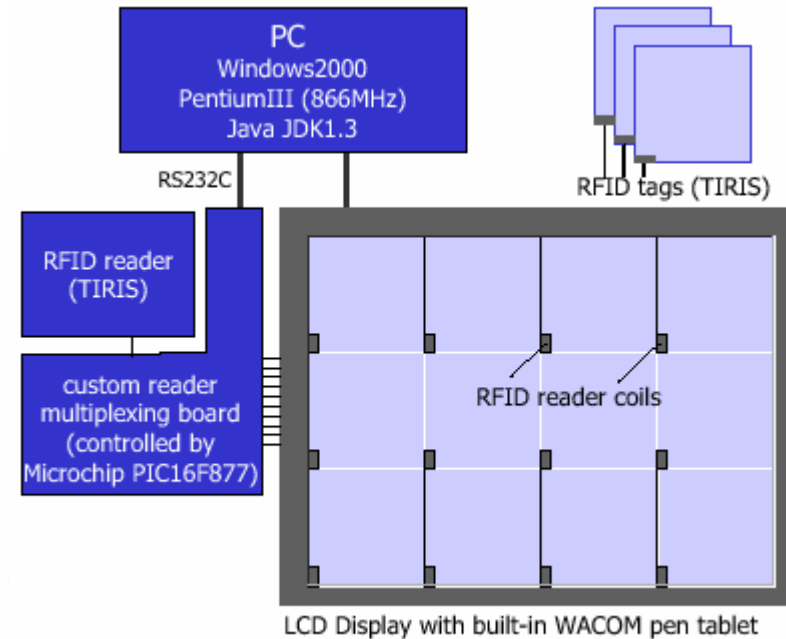 PC
Windows2000
PentiumIII (866MHz)
Java JDK1.3
RFID tags (TIRIS)
RS232C
RFID reader
(TIRIS)
custom reader
multiplexing board
(controlled by
Microchip PIC16F877)
RFID reader coils
LCD Display with built-in WACOM pen tablet